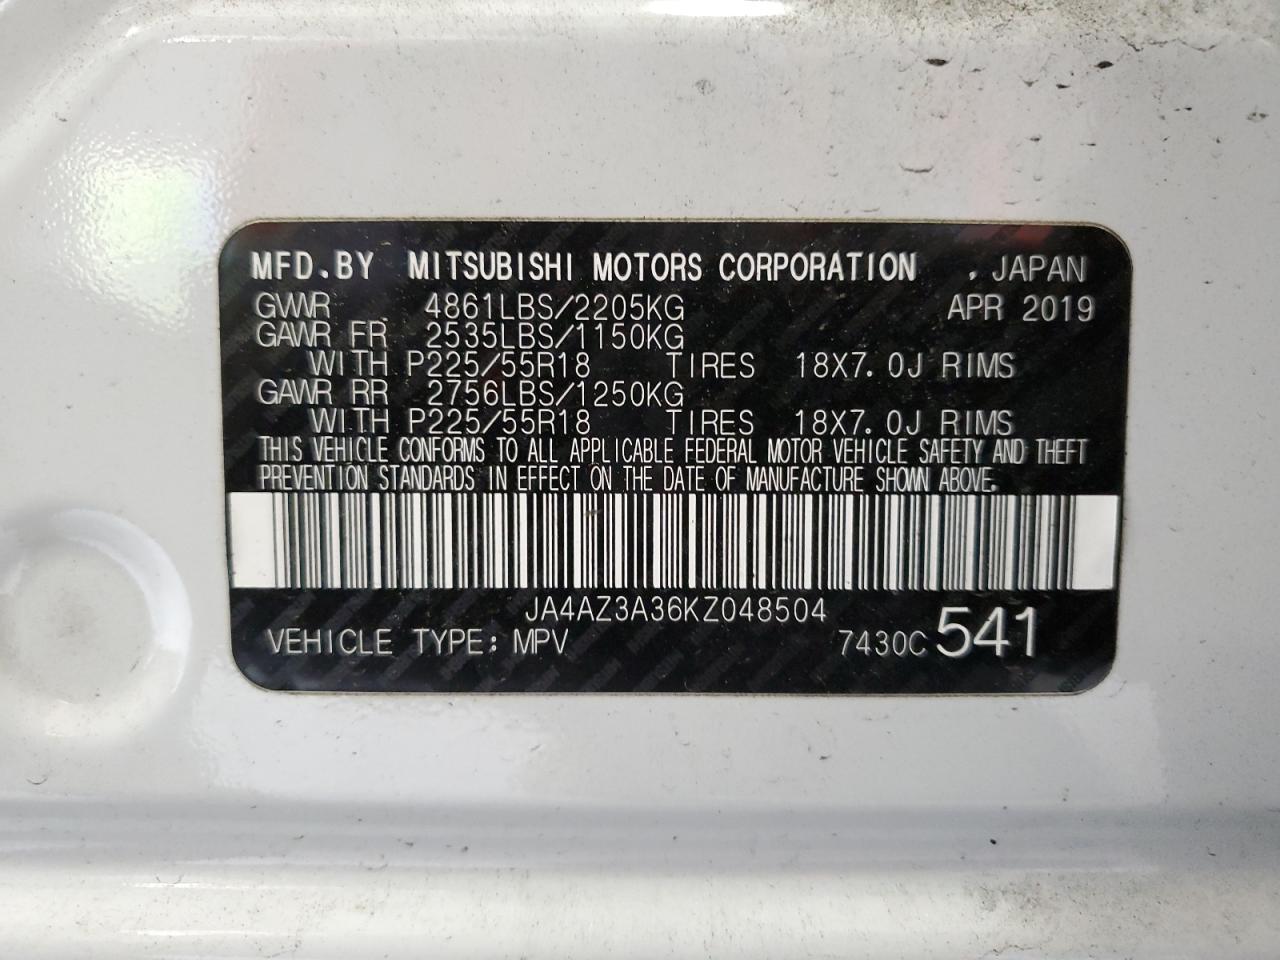 MFD.BY MITSUBISHI MOTORS CORPORATION , JAPAN
GVWR 4861LBS/2205KG APR 2019
GAWR FR 2535LBS/1150KG
WITH P225/55R18 TIRES 18X7.0J RIMS
GAWR RR 2756LBS/1250KG
WITH P225/55R18 TIRES 18X7.0J RIMS
THIS VEHICLE CONFORMS TO ALL APPLICABLE FEDERAL MOTOR VEHICLE SAFETY AND THEFT
PREVENTION STANDARDS IN EFFECT ON THE DATE OF MANUFACTURE SHOWN ABOVE.
JA4AZ3A36KZ048504
VEHICLE TYPE: MPV 7430C 541